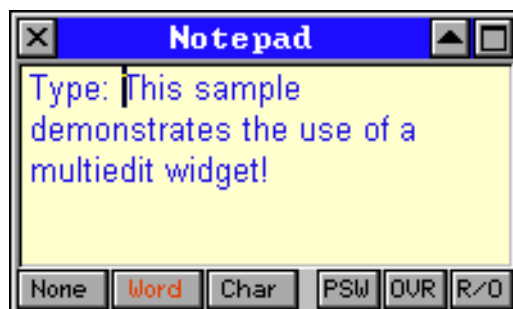 Notepad
Type: This sample
demonstrates the use of a
multiedit widget!
None Word Char PSW OVR R/O